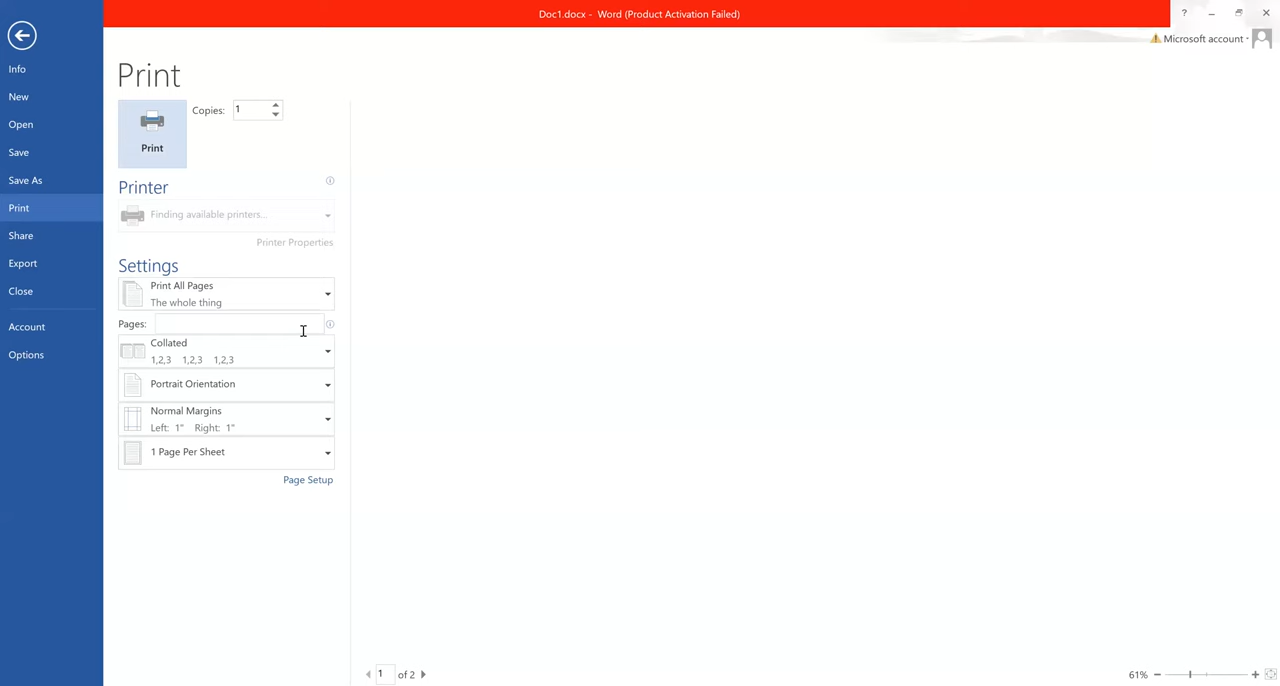 Doc1.docx - Word (Product Activation Failed)
?
Microsoft account
Info
New
Open
Save
Save As
Print
Share
Export
Close
Account
Options
Print
Print
Copies: 1
Printer
Finding available printers...
Printer Properties
Settings
Print All Pages
The whole thing
Pages:
Collated
1,2,3 1,2,3 1,2,3
Portrait Orientation
Normal Margins
Left: 1" Right: 1"
1 Page Per Sheet
Page Setup
1 of 2
61%